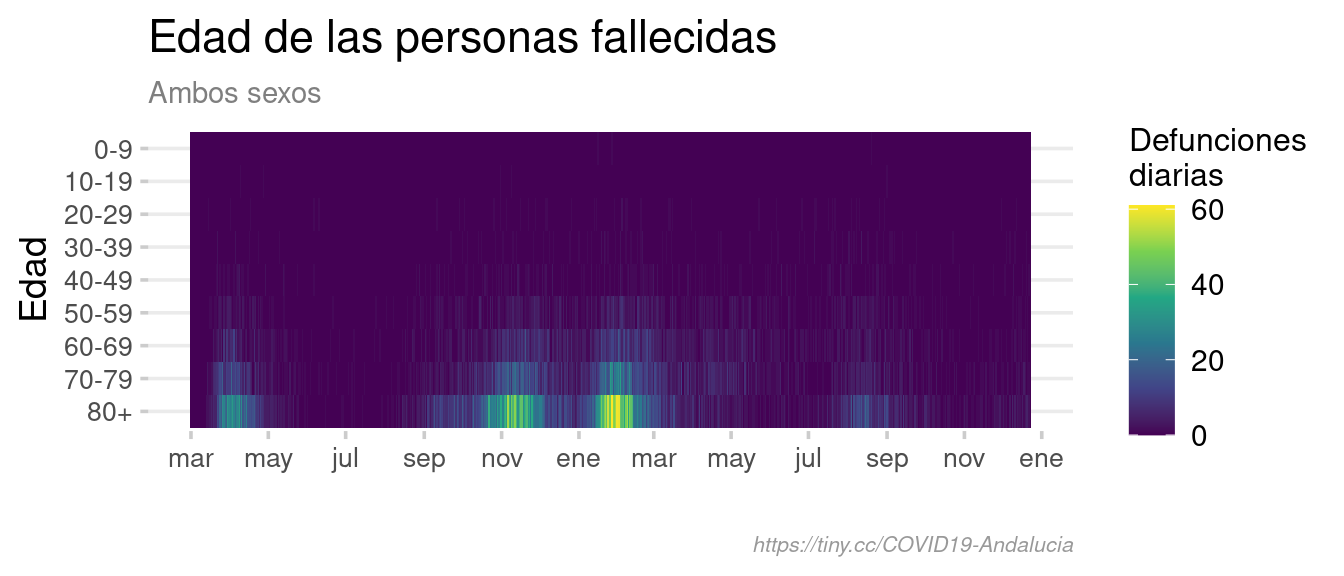 Edad de las personas fallecidas
Ambos sexos
Defunciones
diarias
60
40
20
0
Edad
0-9
10-19
20-29
30-39
40-49
50-59
60-69
70-79
80+
mar may jul sep nov ene mar may jul sep nov ene
https://tiny.cc/COVID19-Andalucia